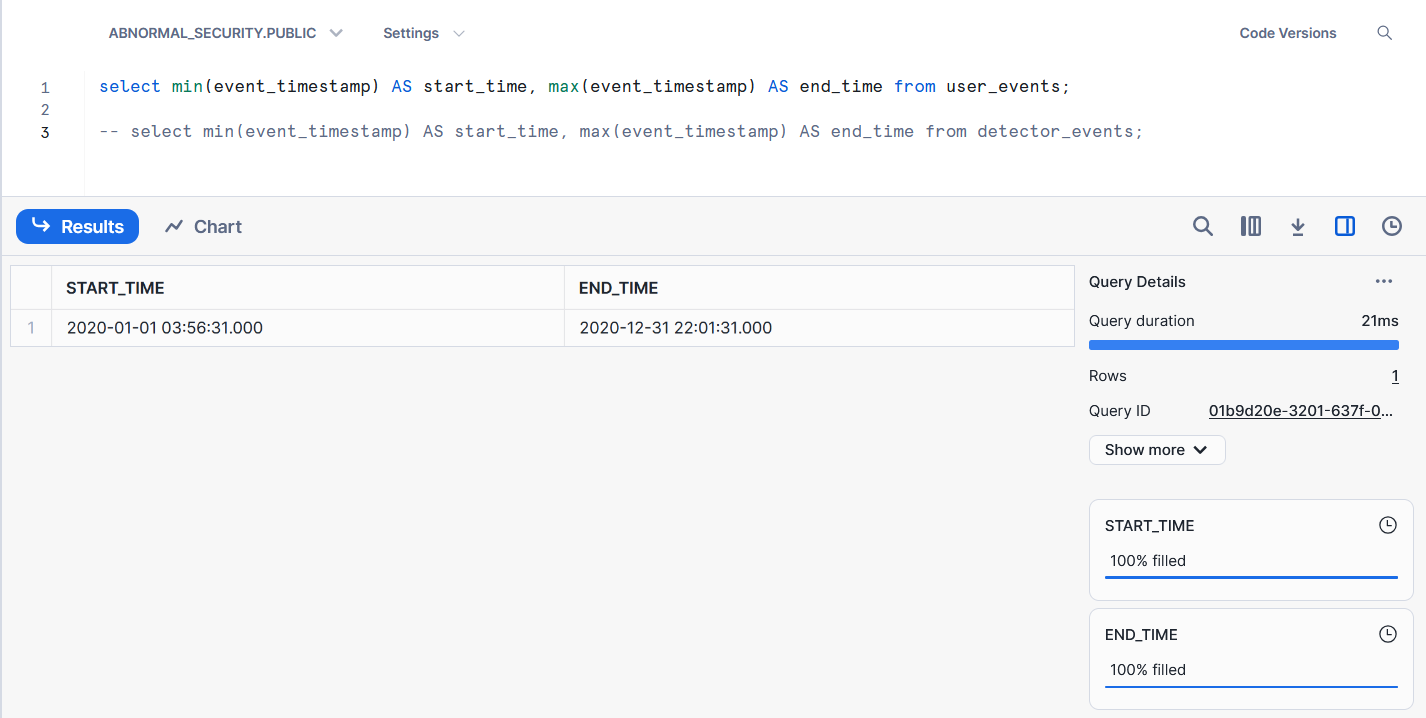 ABNORMAL_SECURITY.PUBLIC Settings Code Versions
1 select min(event_timestamp) AS start_time, max(event_timestamp) AS end_time from user_events;
2
3 -- select min(event_timestamp) AS start_time, max(event_timestamp) AS end_time from detector_events;
Results Chart
START_TIME END_TIME
1 2020-01-01 03:56:31.000 2020-12-31 22:01:31.000
Query Details ...
Query duration 21ms
Rows 1
Query ID 01b9d20e-3201-637f-0...
Show more
START_TIME
100% filled
END_TIME
100% filled